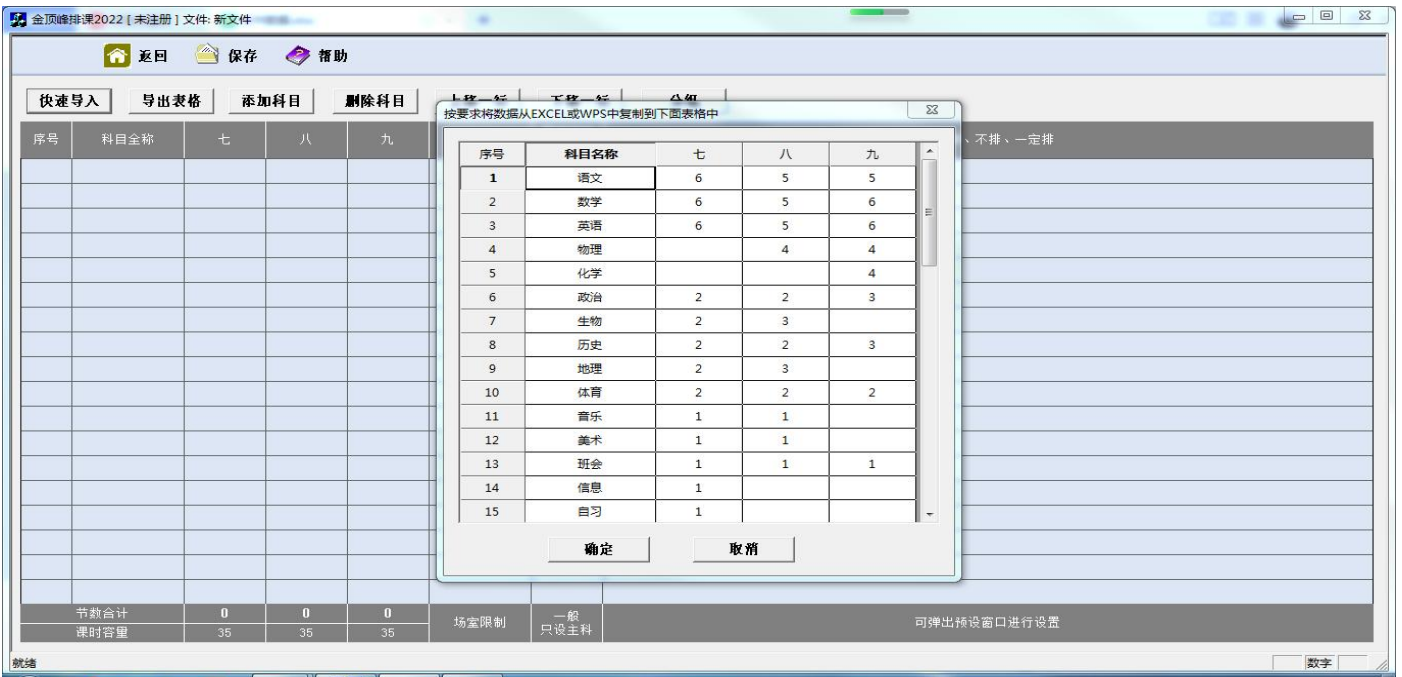 金顶峰排课2022 [ 未注册 ] 文件: 新文件
返回 保存 帮助
快速导入 导出表格 添加科目 删除科目 上移一行 下移一行 分组
按要求将数据从EXCEL或WPS中复制到下面表格中
序号 科目全称 七 八 九 、不排、一定排
序号 科目名称 七 八 九
1 语文 6 5 5
2 数学 6 5 6
3 英语 6 5 6
4 物理 4 4
5 化学 4
6 政治 2 2 3
7 生物 2 3
8 历史 2 2 3
9 地理 2 3
10 体育 2 2 2
11 音乐 1 1
12 美术 1 1
13 班会 1 1 1
14 信息 1
15 自习 1
确定 取消
节数合计 0 0 0 场室限制 一般 可弹出预设窗口进行设置
课时容量 35 35 35 只设主科
就绪 数字